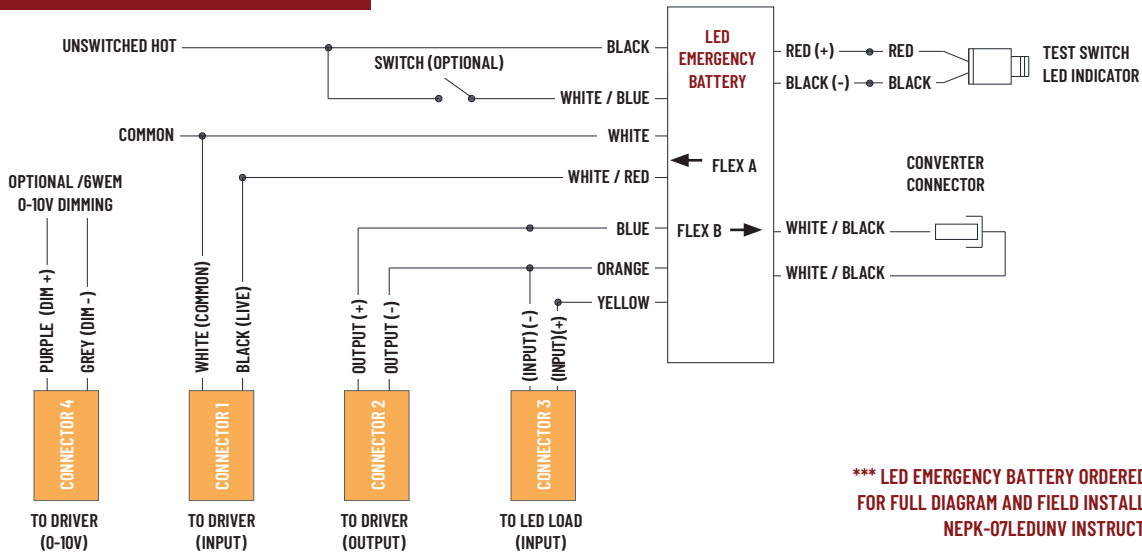 UNSWITCHED HOT
SWITCH (OPTIONAL)
BLACK
WHITE / BLUE
COMMON
WHITE
WHITE / RED
BLUE
ORANGE
YELLOW
LED
EMERGENCY
BATTERY
FLEX A
FLEX B
RED (+)
RED
BLACK (-)
BLACK
TEST SWITCH
LED INDICATOR
CONVERTER
CONNECTOR
WHITE / BLACK
WHITE / BLACK
OPTIONAL /6WEM
0-10V DIMMING
PURPLE (DIM +)
GREY (DIM -)
WHITE (COMMON)
BLACK (LIVE)
OUTPUT (+)
OUTPUT (-)
(INPUT) (-)
(INPUT)(+)
CONNECTOR 4
CONNECTOR 1
CONNECTOR 2
CONNECTOR 3
TO DRIVER
(0-10V)
TO DRIVER
(INPUT)
TO DRIVER
(OUTPUT)
TO LED LOAD
(INPUT)
*** LED EMERGENCY BATTERY ORDERED
FOR FULL DIAGRAM AND FIELD INSTALL
NEPK-07LEDUNV INSTRUCT